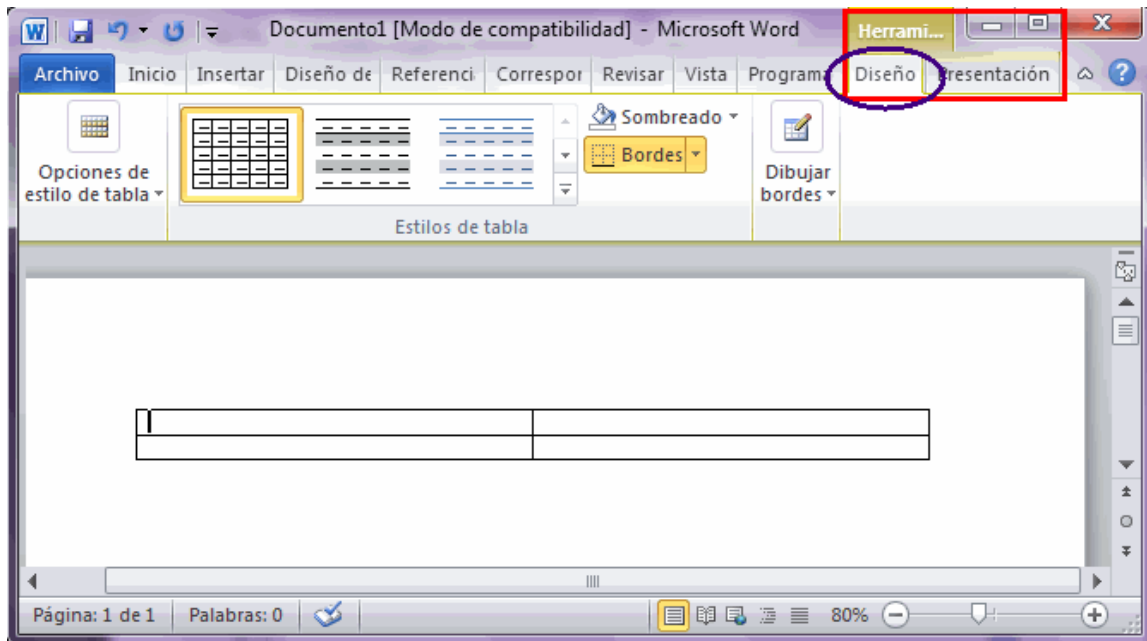 W Documento1 [Modo de compatibilidad] - Microsoft Word Herrami...
Archivo Inicio Insertar Diseño de Referenci Correspor Revisar Vista Programa Diseño Presentación
Sombreado
Bordes
Opciones de
estilo de tabla
Dibujar
bordes
Estilos de tabla
Página: 1 de 1 Palabras: 0 80%